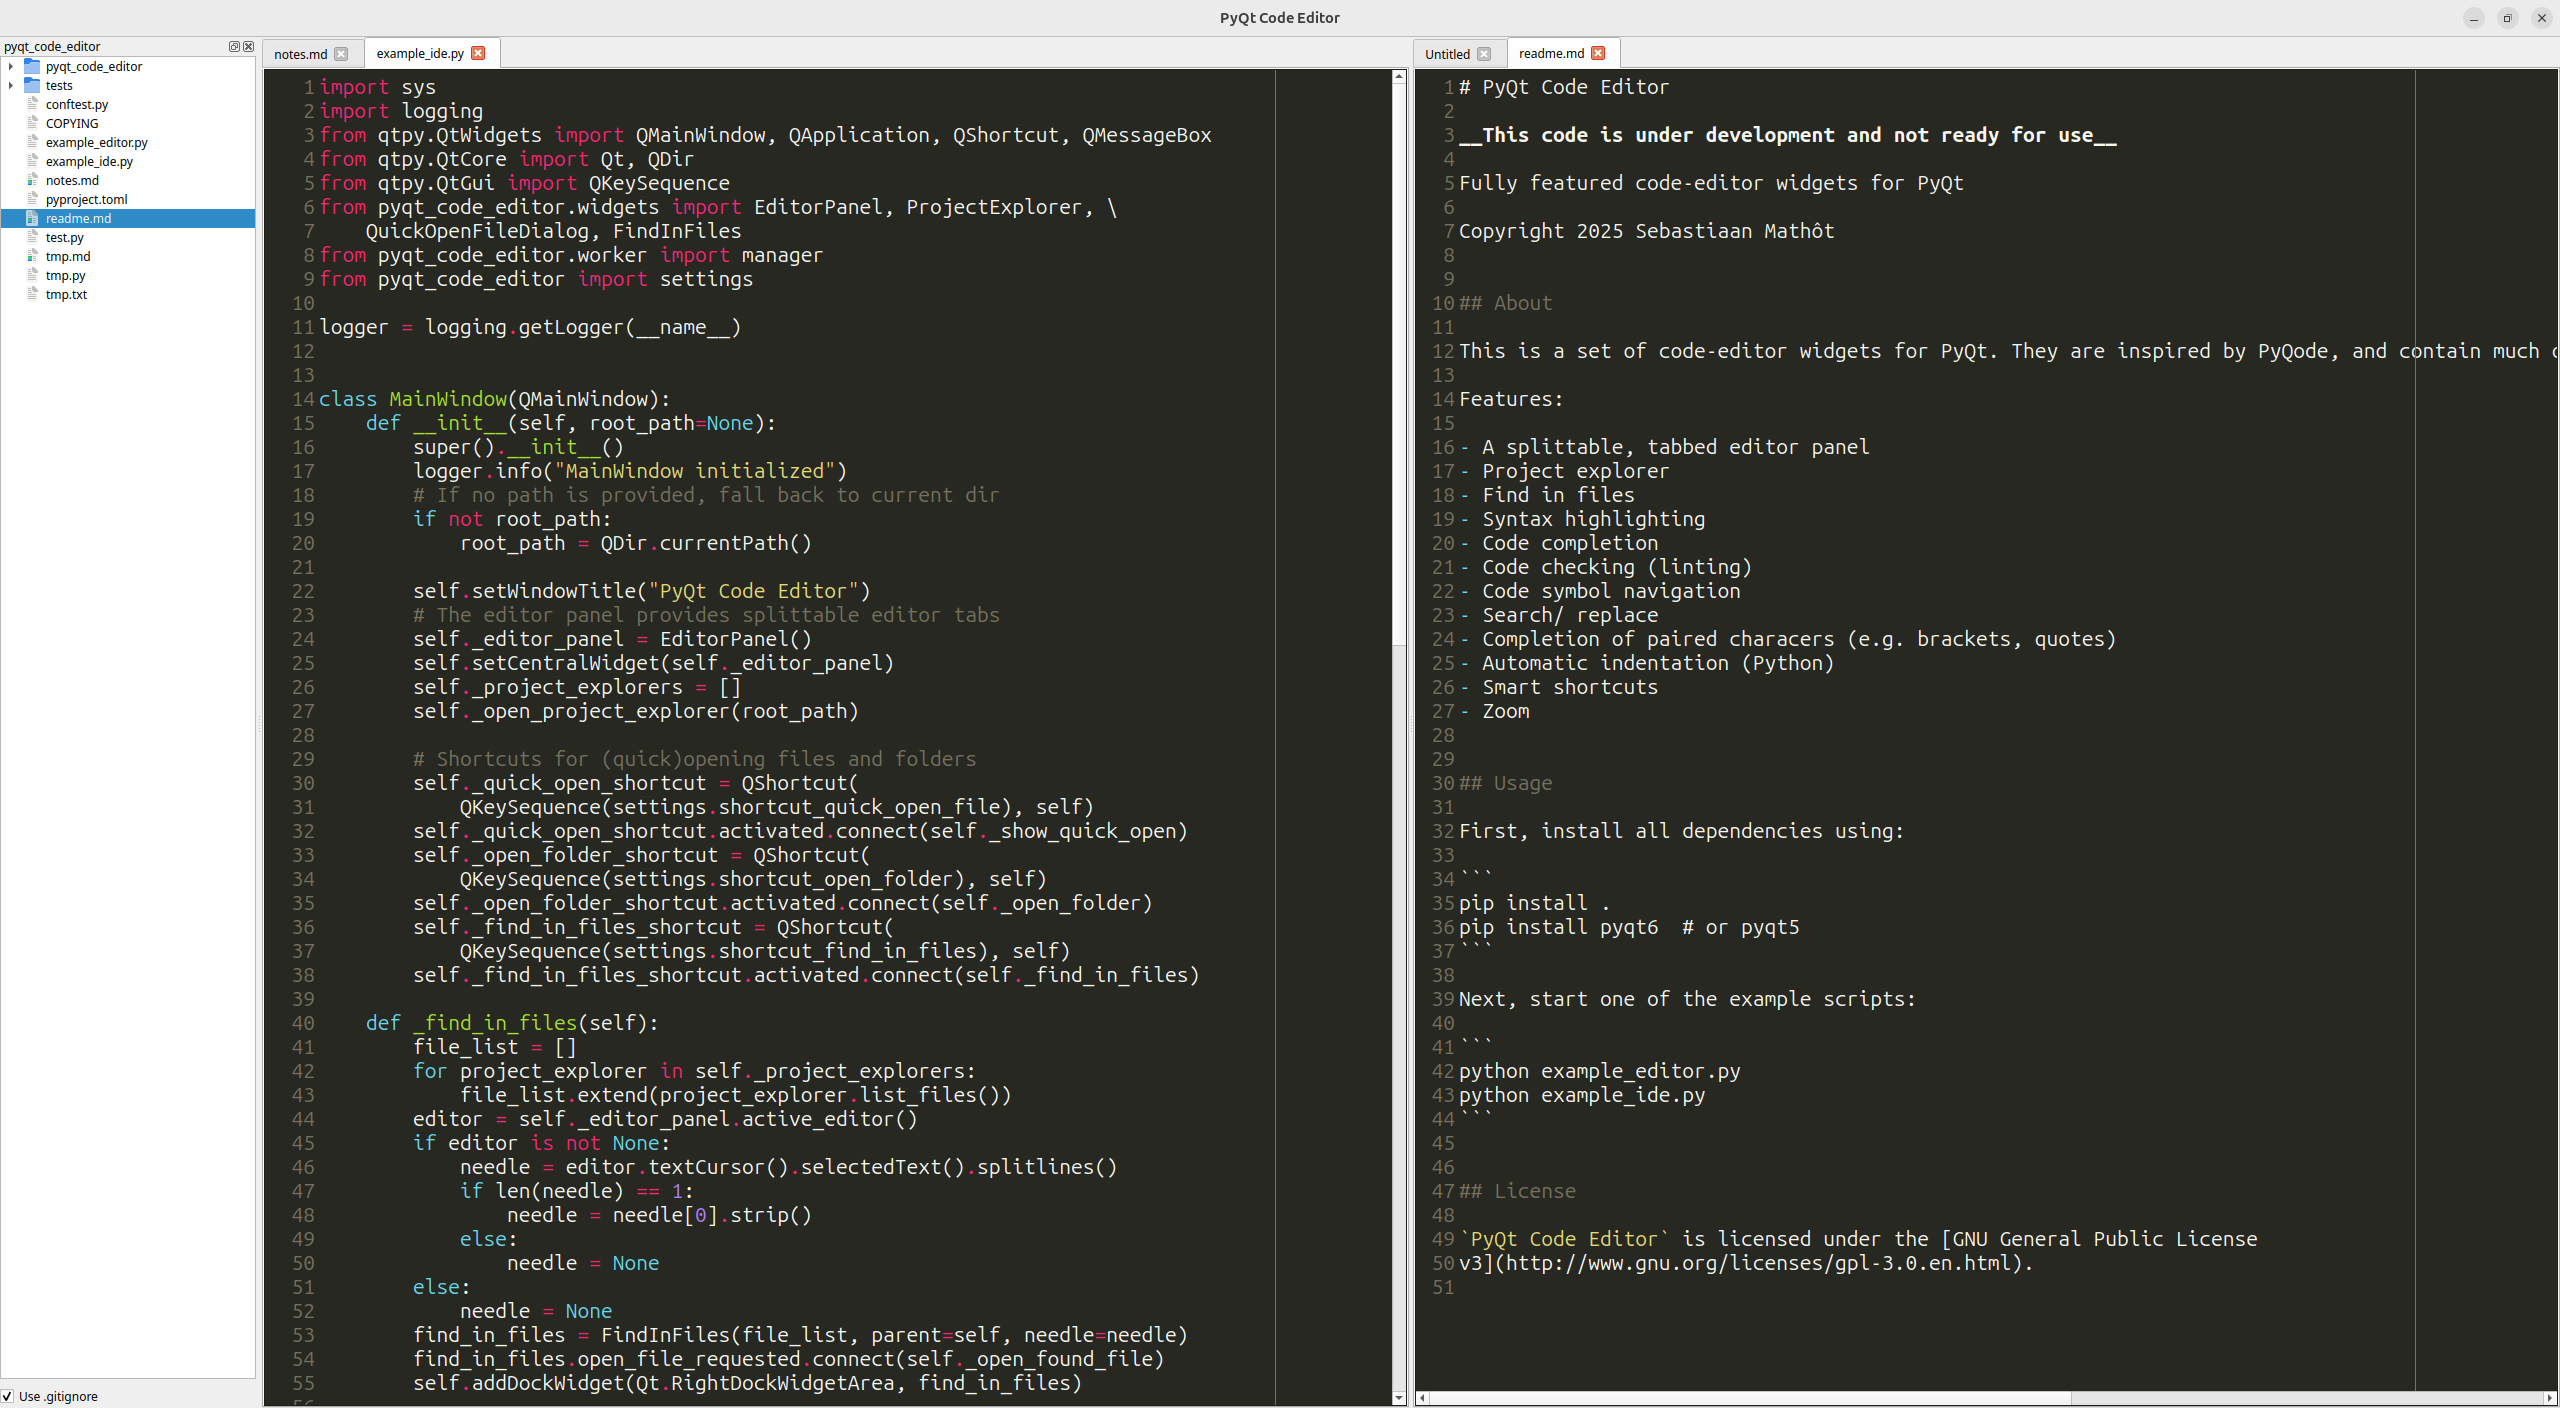 PyQt Code Editor
pyqt_code_editor
pyqt_code_editor
tests
conftest.py
COPYING
example_editor.py
example_ide.py
notes.md
pyproject.toml
readme.md
test.py
tmp.md
tmp.py
tmp.txt
Use .gitignore
notes.md
example_ide.py
1 import sys
2 import logging
3 from qtpy.QtWidgets import QMainWindow, QApplication, QShortcut, QMessageBox
4 from qtpy.QtCore import Qt, QDir
5 from qtpy.QtGui import QKeySequence
6 from pyqt_code_editor.widgets import EditorPanel, ProjectExplorer, \
7     QuickOpenFileDialog, FindInFiles
8 from pyqt_code_editor.worker import manager
9 from pyqt_code_editor import settings
10
11 logger = logging.getLogger(__name__)
12
13
14 class MainWindow(QMainWindow):
15     def __init__(self, root_path=None):
16         super().__init__()
17         logger.info("MainWindow initialized")
18         # If no path is provided, fall back to current dir
19         if not root_path:
20             root_path = QDir.currentPath()
21
22         self.setWindowTitle("PyQt Code Editor")
23         # The editor panel provides splittable editor tabs
24         self._editor_panel = EditorPanel()
25         self.setCentralWidget(self._editor_panel)
26         self._project_explorers = []
27         self._open_project_explorer(root_path)
28
29         # Shortcuts for (quick)opening files and folders
30         self._quick_open_shortcut = QShortcut(
31             QKeySequence(settings.shortcut_quick_open_file), self)
32         self._quick_open_shortcut.activated.connect(self._show_quick_open)
33         self._open_folder_shortcut = QShortcut(
34             QKeySequence(settings.shortcut_open_folder), self)
35         self._open_folder_shortcut.activated.connect(self._open_folder)
36         self._find_in_files_shortcut = QShortcut(
37             QKeySequence(settings.shortcut_find_in_files), self)
38         self._find_in_files_shortcut.activated.connect(self._find_in_files)
39
40     def _find_in_files(self):
41         file_list = []
42         for project_explorer in self._project_explorers:
43             file_list.extend(project_explorer.list_files())
44         editor = self._editor_panel.active_editor()
45         if editor is not None:
46             needle = editor.textCursor().selectedText().splitlines()
47             if len(needle) == 1:
48                 needle = needle[0].strip()
49             else:
50                 needle = None
51         else:
52             needle = None
53         find_in_files = FindInFiles(file_list, parent=self, needle=needle)
54         find_in_files.open_file_requested.connect(self._open_found_file)
55         self.addDockWidget(Qt.RightDockWidgetArea, find_in_files)
Untitled
readme.md
1 # PyQt Code Editor
2
3 __This code is under development and not ready for use__
4
5 Fully featured code-editor widgets for PyQt
6
7 Copyright 2025 Sebastiaan Mathôt
8
9
10 ## About
11
12 This is a set of code-editor widgets for PyQt. They are inspired by PyQode, and contain much
13
14 Features:
15
16 - A splittable, tabbed editor panel
17 - Project explorer
18 - Find in files
19 - Syntax highlighting
20 - Code completion
21 - Code checking (linting)
22 - Code symbol navigation
23 - Search/ replace
24 - Completion of paired characers (e.g. brackets, quotes)
25 - Automatic indentation (Python)
26 - Smart shortcuts
27 - Zoom
28
29
30 ## Usage
31
32 First, install all dependencies using:
33
34 ```
35 pip install .
36 pip install pyqt6  # or pyqt5
37 ```
38
39 Next, start one of the example scripts:
40
41 ```
42 python example_editor.py
43 python example_ide.py
44 ```
45
46
47 ## License
48
49 `PyQt Code Editor` is licensed under the [GNU General Public License
50 v3](http://www.gnu.org/licenses/gpl-3.0.en.html).
51